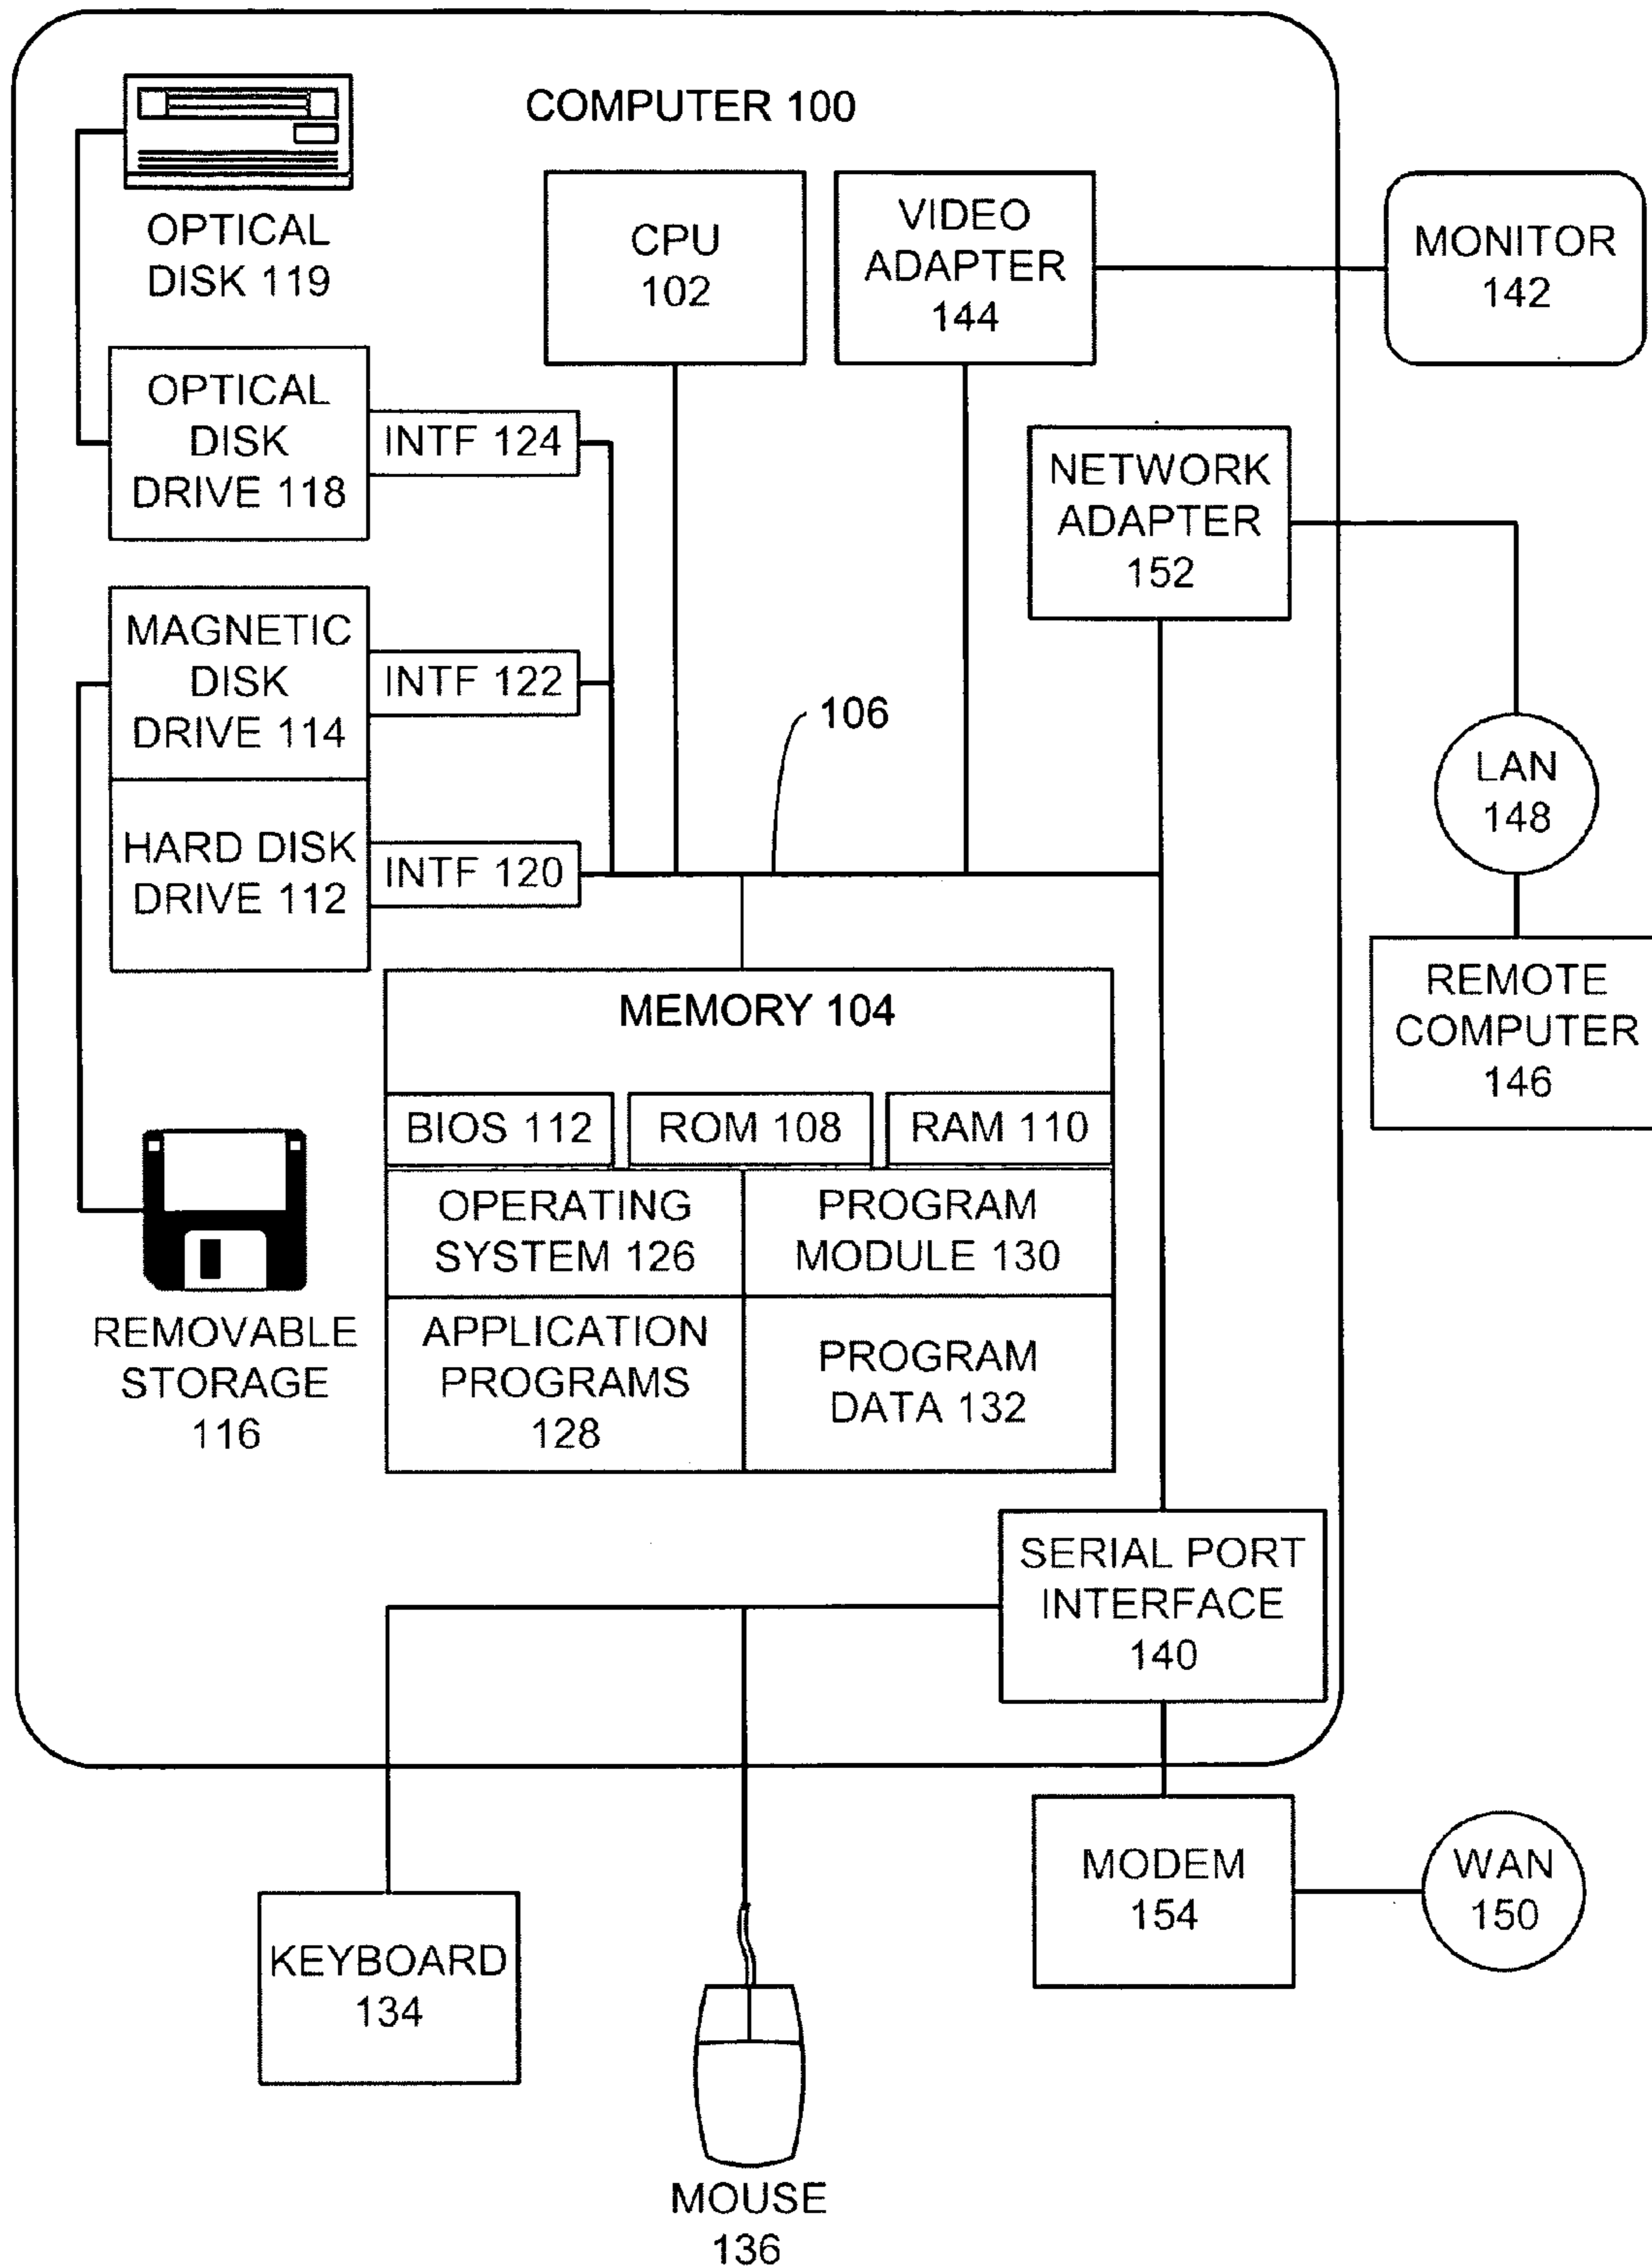 COMPUTER 100
OPTICAL
DISK 119
CPU
102
VIDEO
ADAPTER
144
MONITOR
142
OPTICAL
DISK
DRIVE 118
INTF 124
NETWORK
ADAPTER
152
MAGNETIC
DISK
DRIVE 114
INTF 122
106
LAN
148
HARD DISK
DRIVE 112
INTF 120
REMOTE
COMPUTER
146
MEMORY 104
BIOS 112
ROM 108
RAM 110
OPERATING
SYSTEM 126
PROGRAM
MODULE 130
REMOVABLE
STORAGE
116
APPLICATION
PROGRAMS
128
PROGRAM
DATA 132
SERIAL PORT
INTERFACE
140
MODEM
154
WAN
150
KEYBOARD
134
MOUSE
136